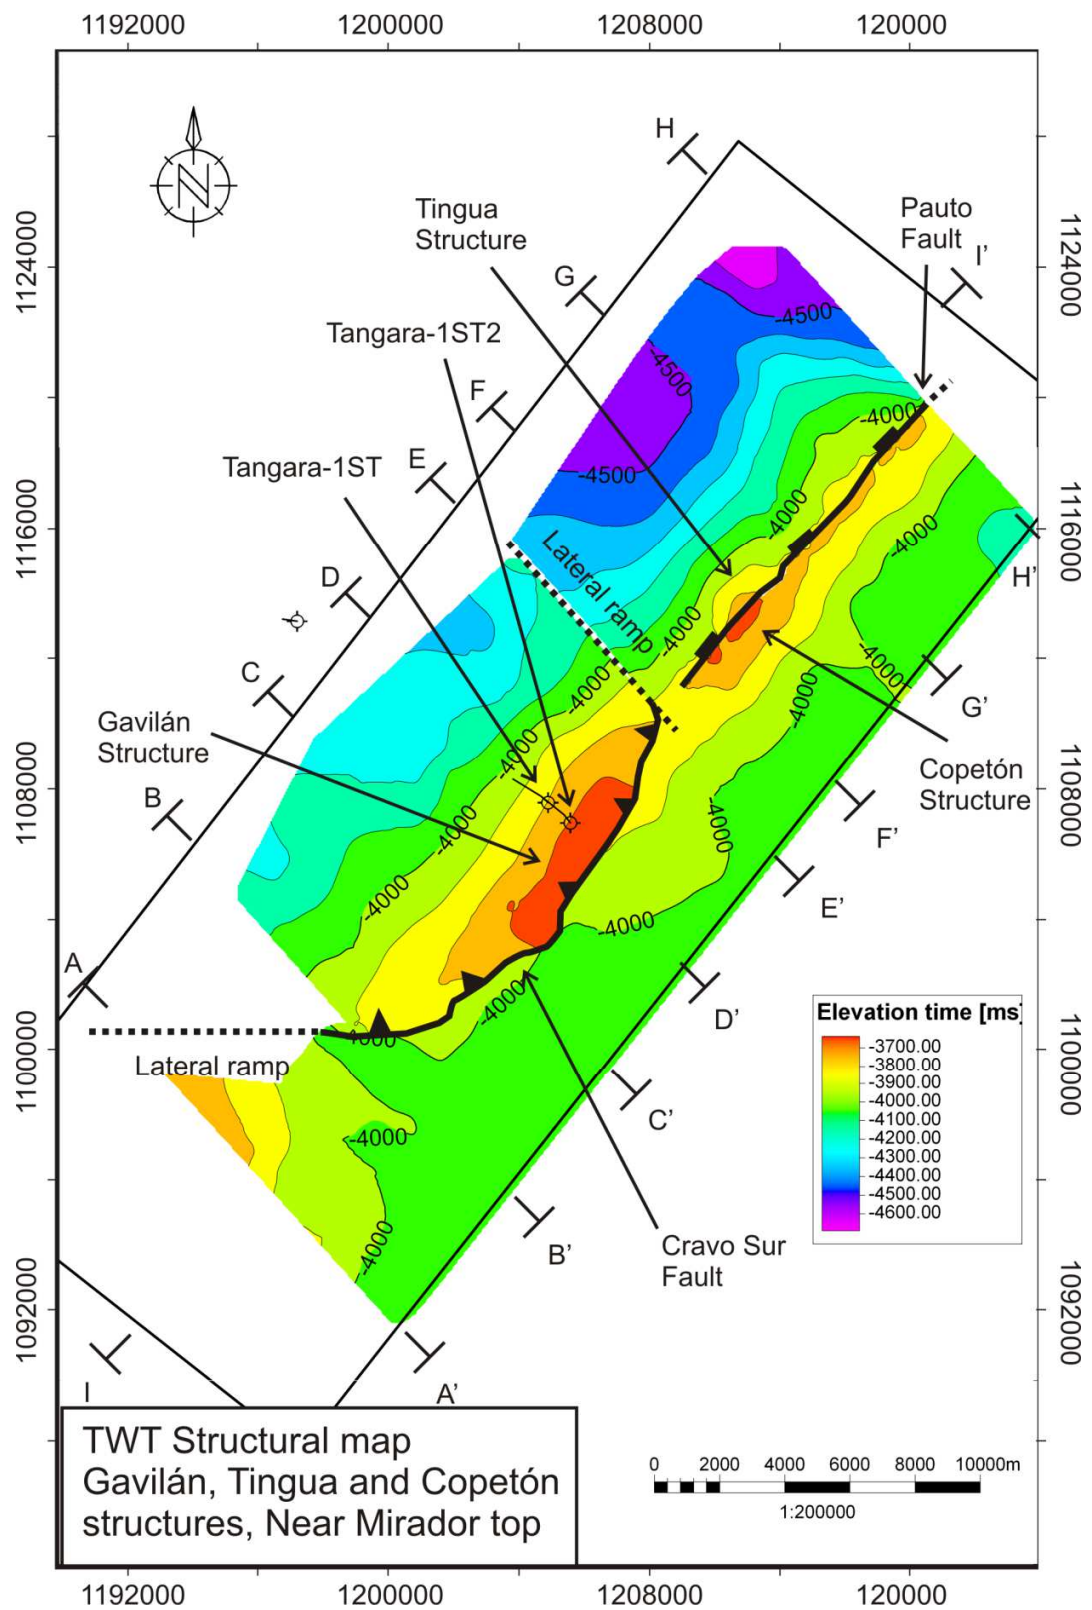 1192000 1200000 1208000 120000
H
Tingua
Structure
Pauto
Fault
I'
G
1124000
1124000
Tangara-1ST2
-4500
-4500
F
-4000
Tangara-1ST
E
-4500
-4000
-4000
1116000
1116000
Lateral ramp
D
H'
-4000
-4000
C
-4000
-4000
G'
Gavilán
Structure
-4000
Copetón
Structure
1108000
1108000
B
-4000
-4000
F'
-4000
E'
-4000
A
-4000
D'
Elevation time [ms]
-3700.00
-3800.00
-3900.00
-4000.00
-4100.00
-4200.00
-4300.00
-4400.00
-4500.00
-4600.00
1100000
1100000
4000
Lateral ramp
C'
-4000
B'
-4000
Cravo Sur
Fault
1092000
1092000
I
A'
TWT Structural map
Gavilán, Tingua and Copetón
structures, Near Mirador top
0 2000 4000 6000 8000 10000m
1:200000
1192000 1200000 1208000 120000